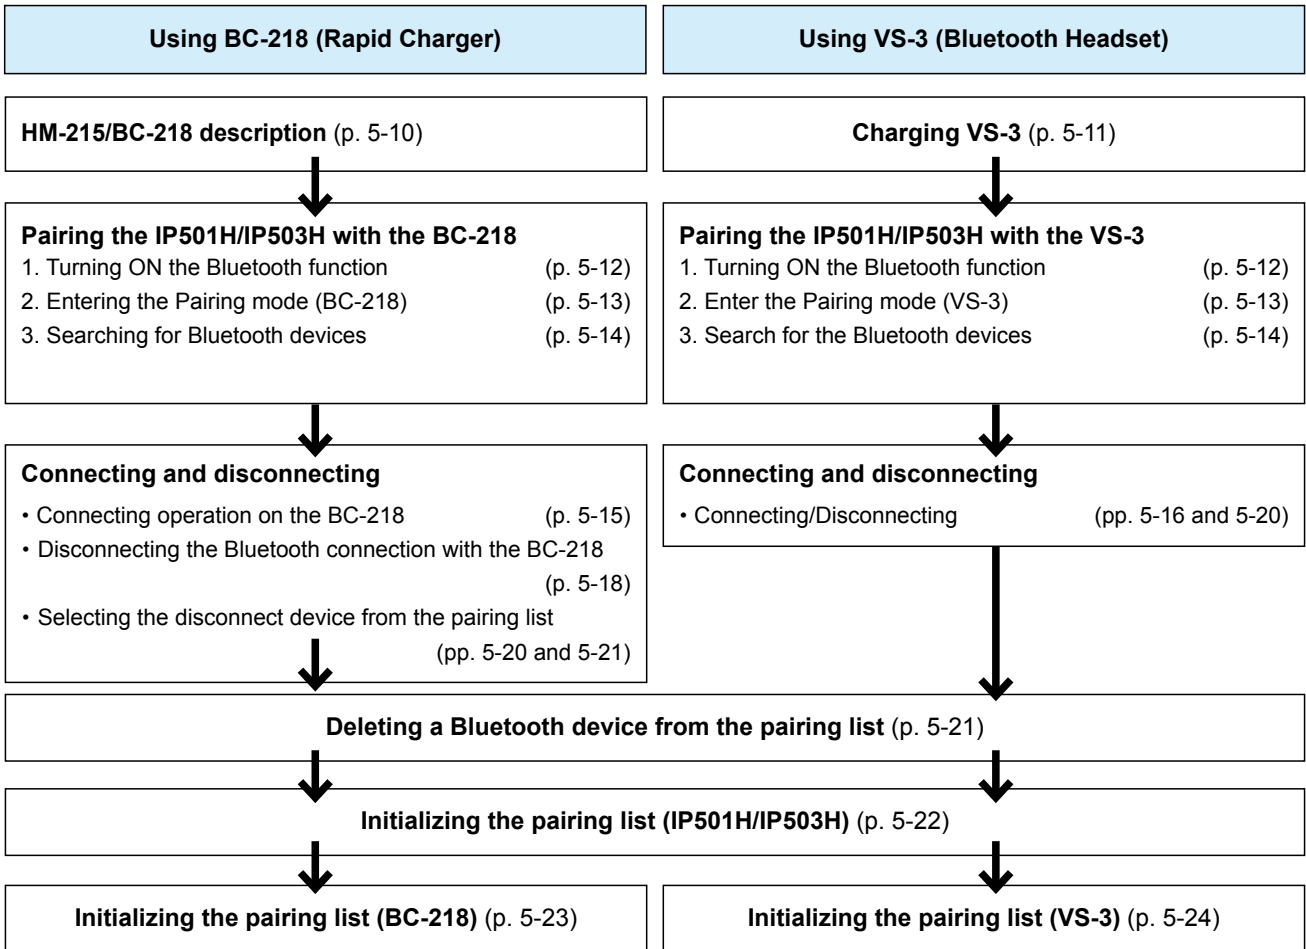 Using BC-218 (Rapid Charger)
Using VS-3 (Bluetooth Headset)
HM-215/BC-218 description (p. 5-10)
Charging VS-3 (p. 5-11)
Pairing the IP501H/IP503H with the BC-218
1. Turning ON the Bluetooth function (p. 5-12)
2. Entering the Pairing mode (BC-218) (p. 5-13)
3. Searching for Bluetooth devices (p. 5-14)
Pairing the IP501H/IP503H with the VS-3
1. Turning ON the Bluetooth function (p. 5-12)
2. Enter the Pairing mode (VS-3) (p. 5-13)
3. Search for the Bluetooth devices (p. 5-14)
Connecting and disconnecting
• Connecting operation on the BC-218 (p. 5-15)
• Disconnecting the Bluetooth connection with the BC-218
(p. 5-18)
• Selecting the disconnect device from the pairing list
(pp. 5-20 and 5-21)
Connecting and disconnecting
• Connecting/Disconnecting (pp. 5-16 and 5-20)
Deleting a Bluetooth device from the pairing list (p. 5-21)
Initializing the pairing list (IP501H/IP503H) (p. 5-22)
Initializing the pairing list (BC-218) (p. 5-23)
Initializing the pairing list (VS-3) (p. 5-24)